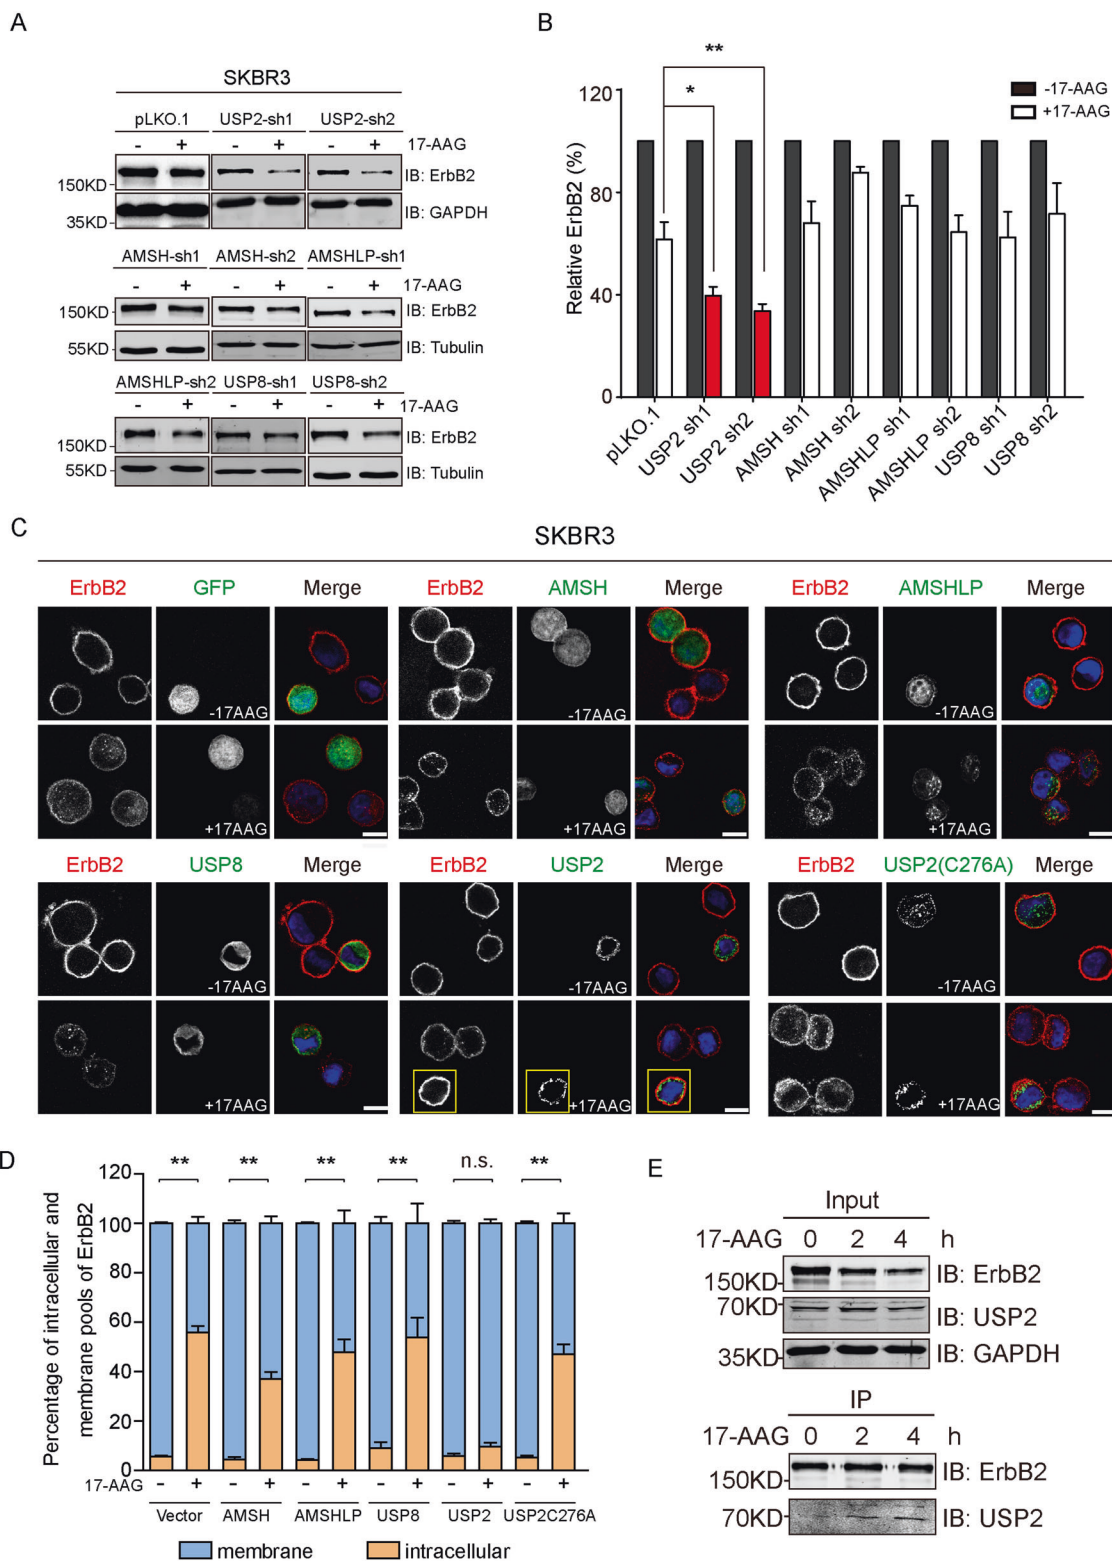 A
SKBR3
pLKO.1 USP2-sh1 USP2-sh2
- + - + - + 17-AAG
150KD IB: ErbB2
35KD IB: GAPDH
AMSH-sh1 AMSH-sh2 AMSHLP-sh1
- + - + - + 17-AAG
150KD IB: ErbB2
55KD IB: Tubulin
AMSHLP-sh2 USP8-sh1 USP8-sh2
- + - + - + 17-AAG
150KD IB: ErbB2
55KD IB: Tubulin
B
**
*
-17-AAG
+17-AAG
Relative ErbB2 (%)
120
80
40
0
pLKO.1 USP2 sh1 USP2 sh2 AMSH sh1 AMSH sh2 AMSHLP sh1 AMSHLP sh2 USP8 sh1 USP8 sh2
C
SKBR3
ErbB2 GFP Merge ErbB2 AMSH Merge ErbB2 AMSHLP Merge
-17AAG -17AAG -17AAG
+17AAG +17AAG +17AAG
ErbB2 USP8 Merge ErbB2 USP2 Merge ErbB2 USP2(C276A) Merge
-17AAG -17AAG -17AAG
+17AAG +17AAG +17AAG
D
Percentage of intracellular and
membrane pools of ErbB2
120
100
80
60
40
20
0
** ** ** ** n.s. **
17-AAG - + - + - + - + - + - +
Vector AMSH AMSHLP USP8 USP2 USP2C276A
membrane intracellular
E
Input
17-AAG 0 2 4 h
150KD IB: ErbB2
70KD IB: USP2
35KD IB: GAPDH
IP
17-AAG 0 2 4 h
150KD IB: ErbB2
70KD IB: USP2